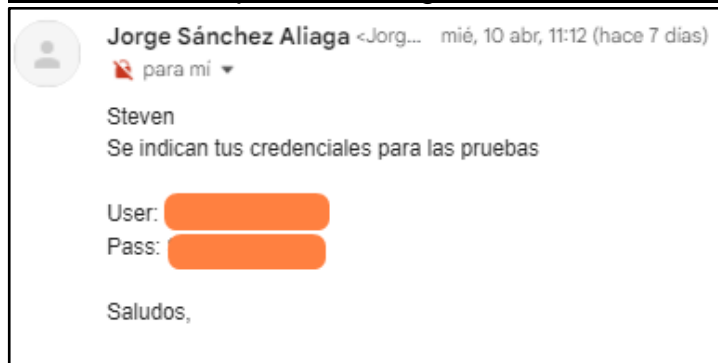 Jorge Sánchez Aliaga <Jorg... mié, 10 abr, 11:12 (hace 7 días)
para mí
Steven
Se indican tus credenciales para las pruebas
User:
Pass:
Saludos,